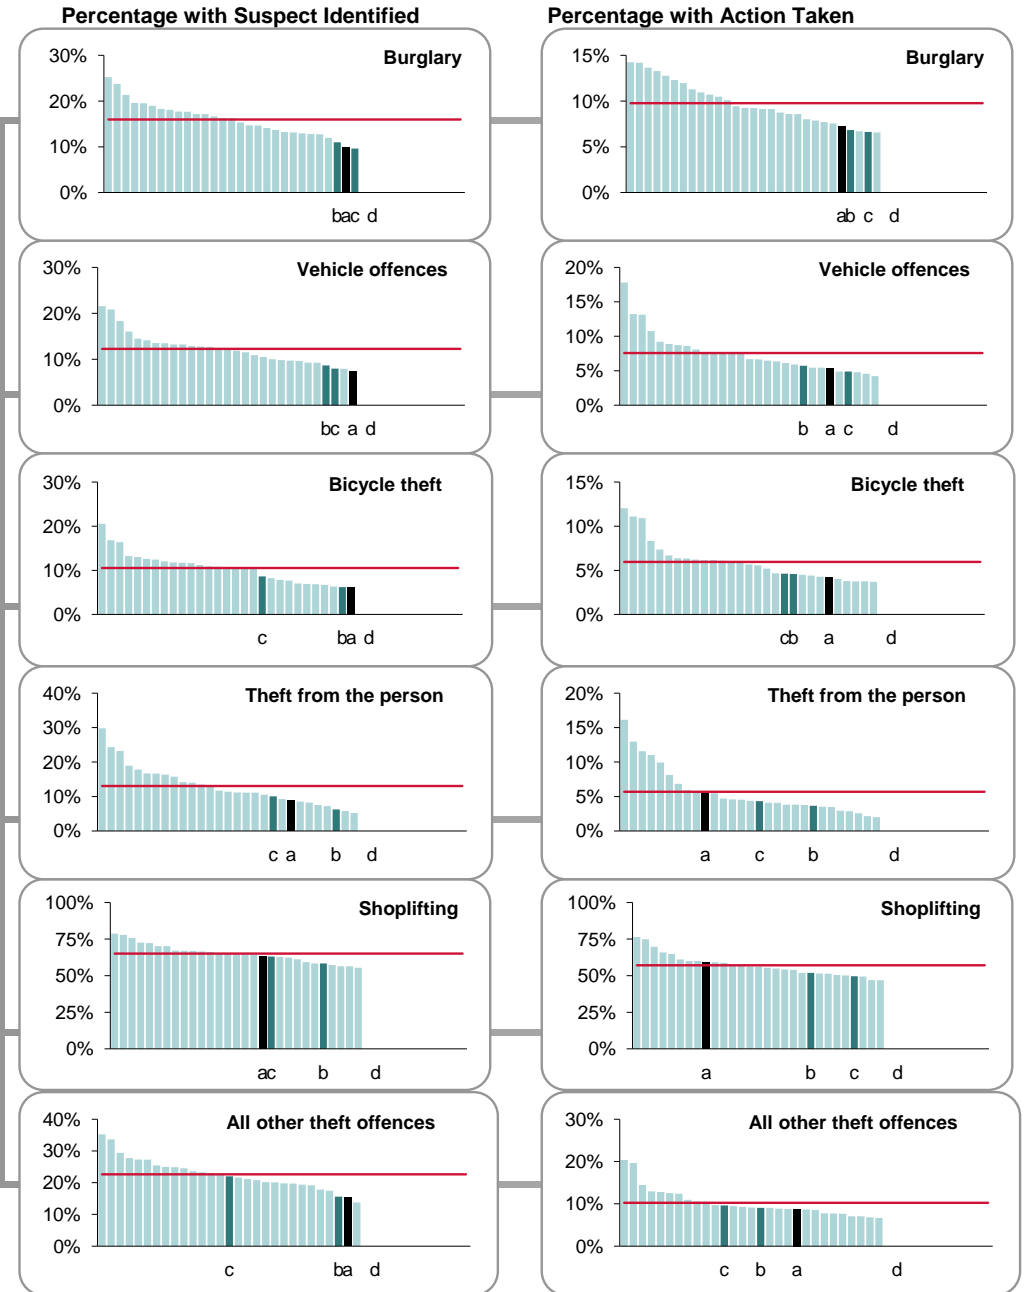 Percentage with Suspect Identified
Percentage with Action Taken
Burglary
30%
20%
10%
0%
bac d
Burglary
15%
10%
5%
0%
ab c d
Vehicle offences
30%
20%
10%
0%
bc a d
Vehicle offences
20%
15%
10%
5%
0%
b a c d
Bicycle theft
30%
20%
10%
0%
c ba d
Bicycle theft
15%
10%
5%
0%
cb a d
Theft from the person
40%
30%
20%
10%
0%
c a b d
Theft from the person
20%
15%
10%
5%
0%
a c b d
Shoplifting
100%
75%
50%
25%
0%
ac b d
Shoplifting
100%
75%
50%
25%
0%
a b c d
All other theft offences
40%
30%
20%
10%
0%
c ba d
All other theft offences
30%
20%
10%
0%
c b a d